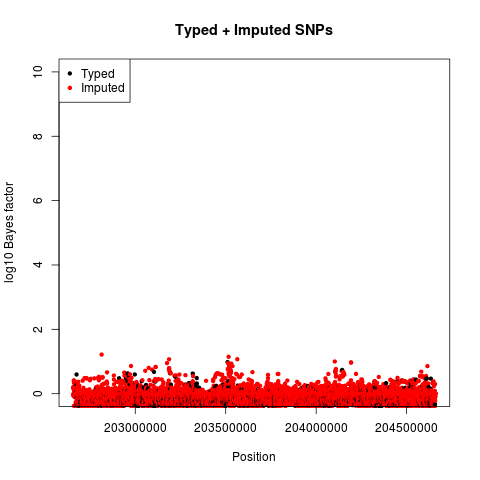 Typed + Imputed SNPs
Typed
Imputed
log10 Bayes factor
10
8
6
4
2
0
203000000 203500000 204000000 204500000
Position